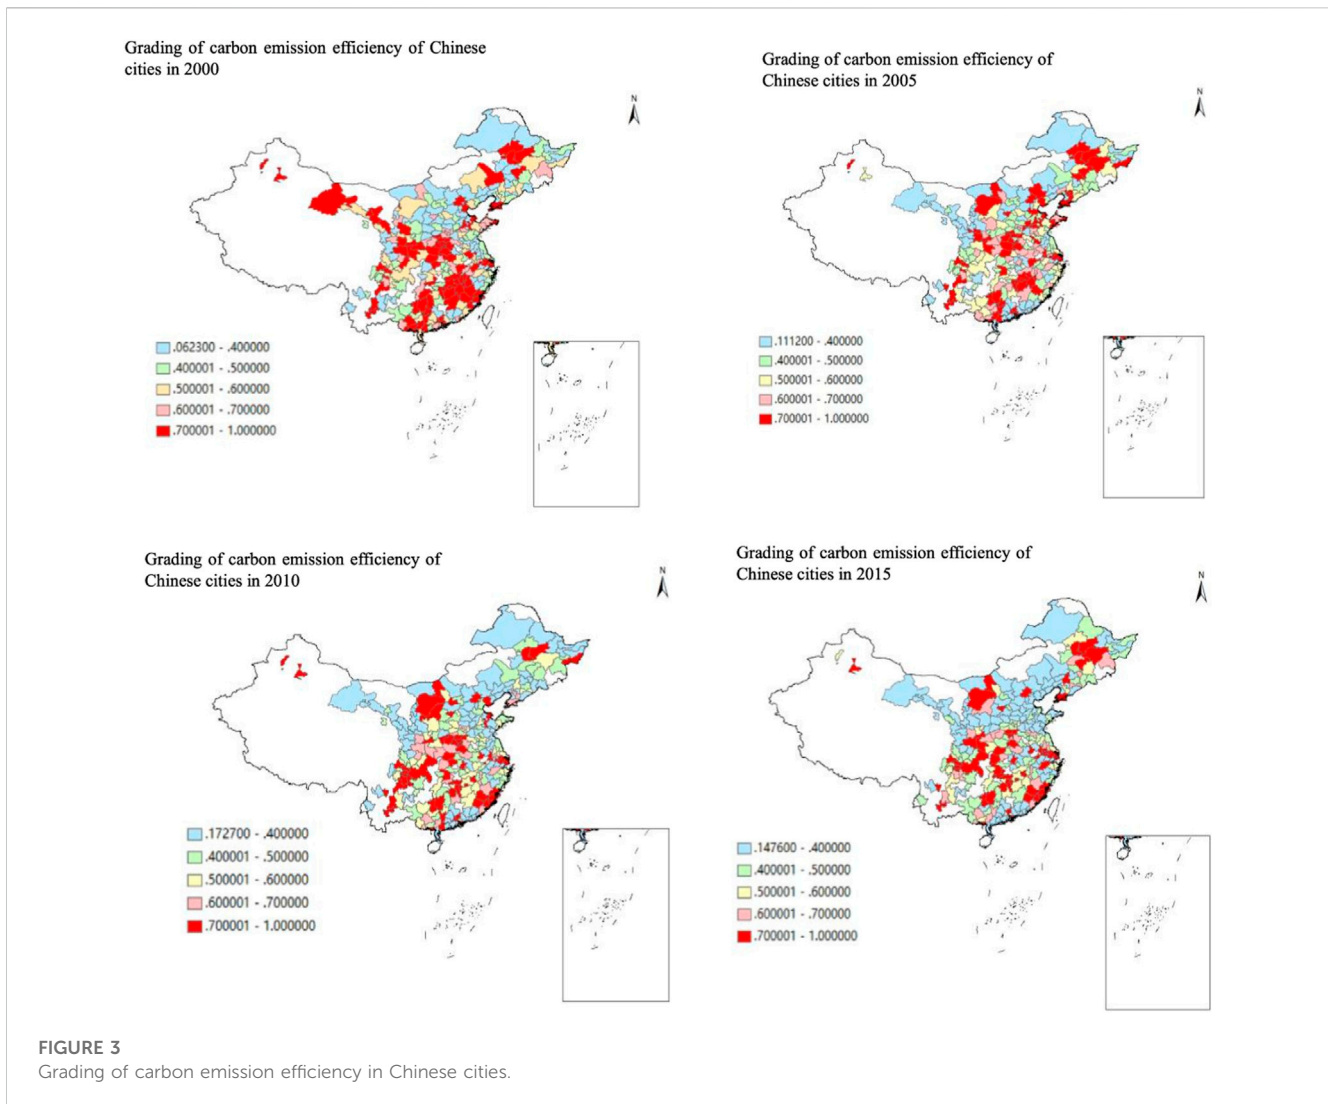 Grading of carbon emission efficiency of Chinese
cities in 2000
N
.062300 - .400000
.400001 - .500000
.500001 - .600000
.600001 - .700000
.700001 - 1.000000
Grading of carbon emission efficiency of
Chinese cities in 2005
N
.111200 - .400000
.400001 - .500000
.500001 - .600000
.600001 - .700000
.700001 - 1.000000
Grading of carbon emission efficiency of
Chinese cities in 2010
N
.172700 - .400000
.400001 - .500000
.500001 - .600000
.600001 - .700000
.700001 - 1.000000
Grading of carbon emission efficiency of
Chinese cities in 2015
N
.147600 - .400000
.400001 - .500000
.500001 - .600000
.600001 - .700000
.700001 - 1.000000
FIGURE 3
Grading of carbon emission efficiency in Chinese cities.